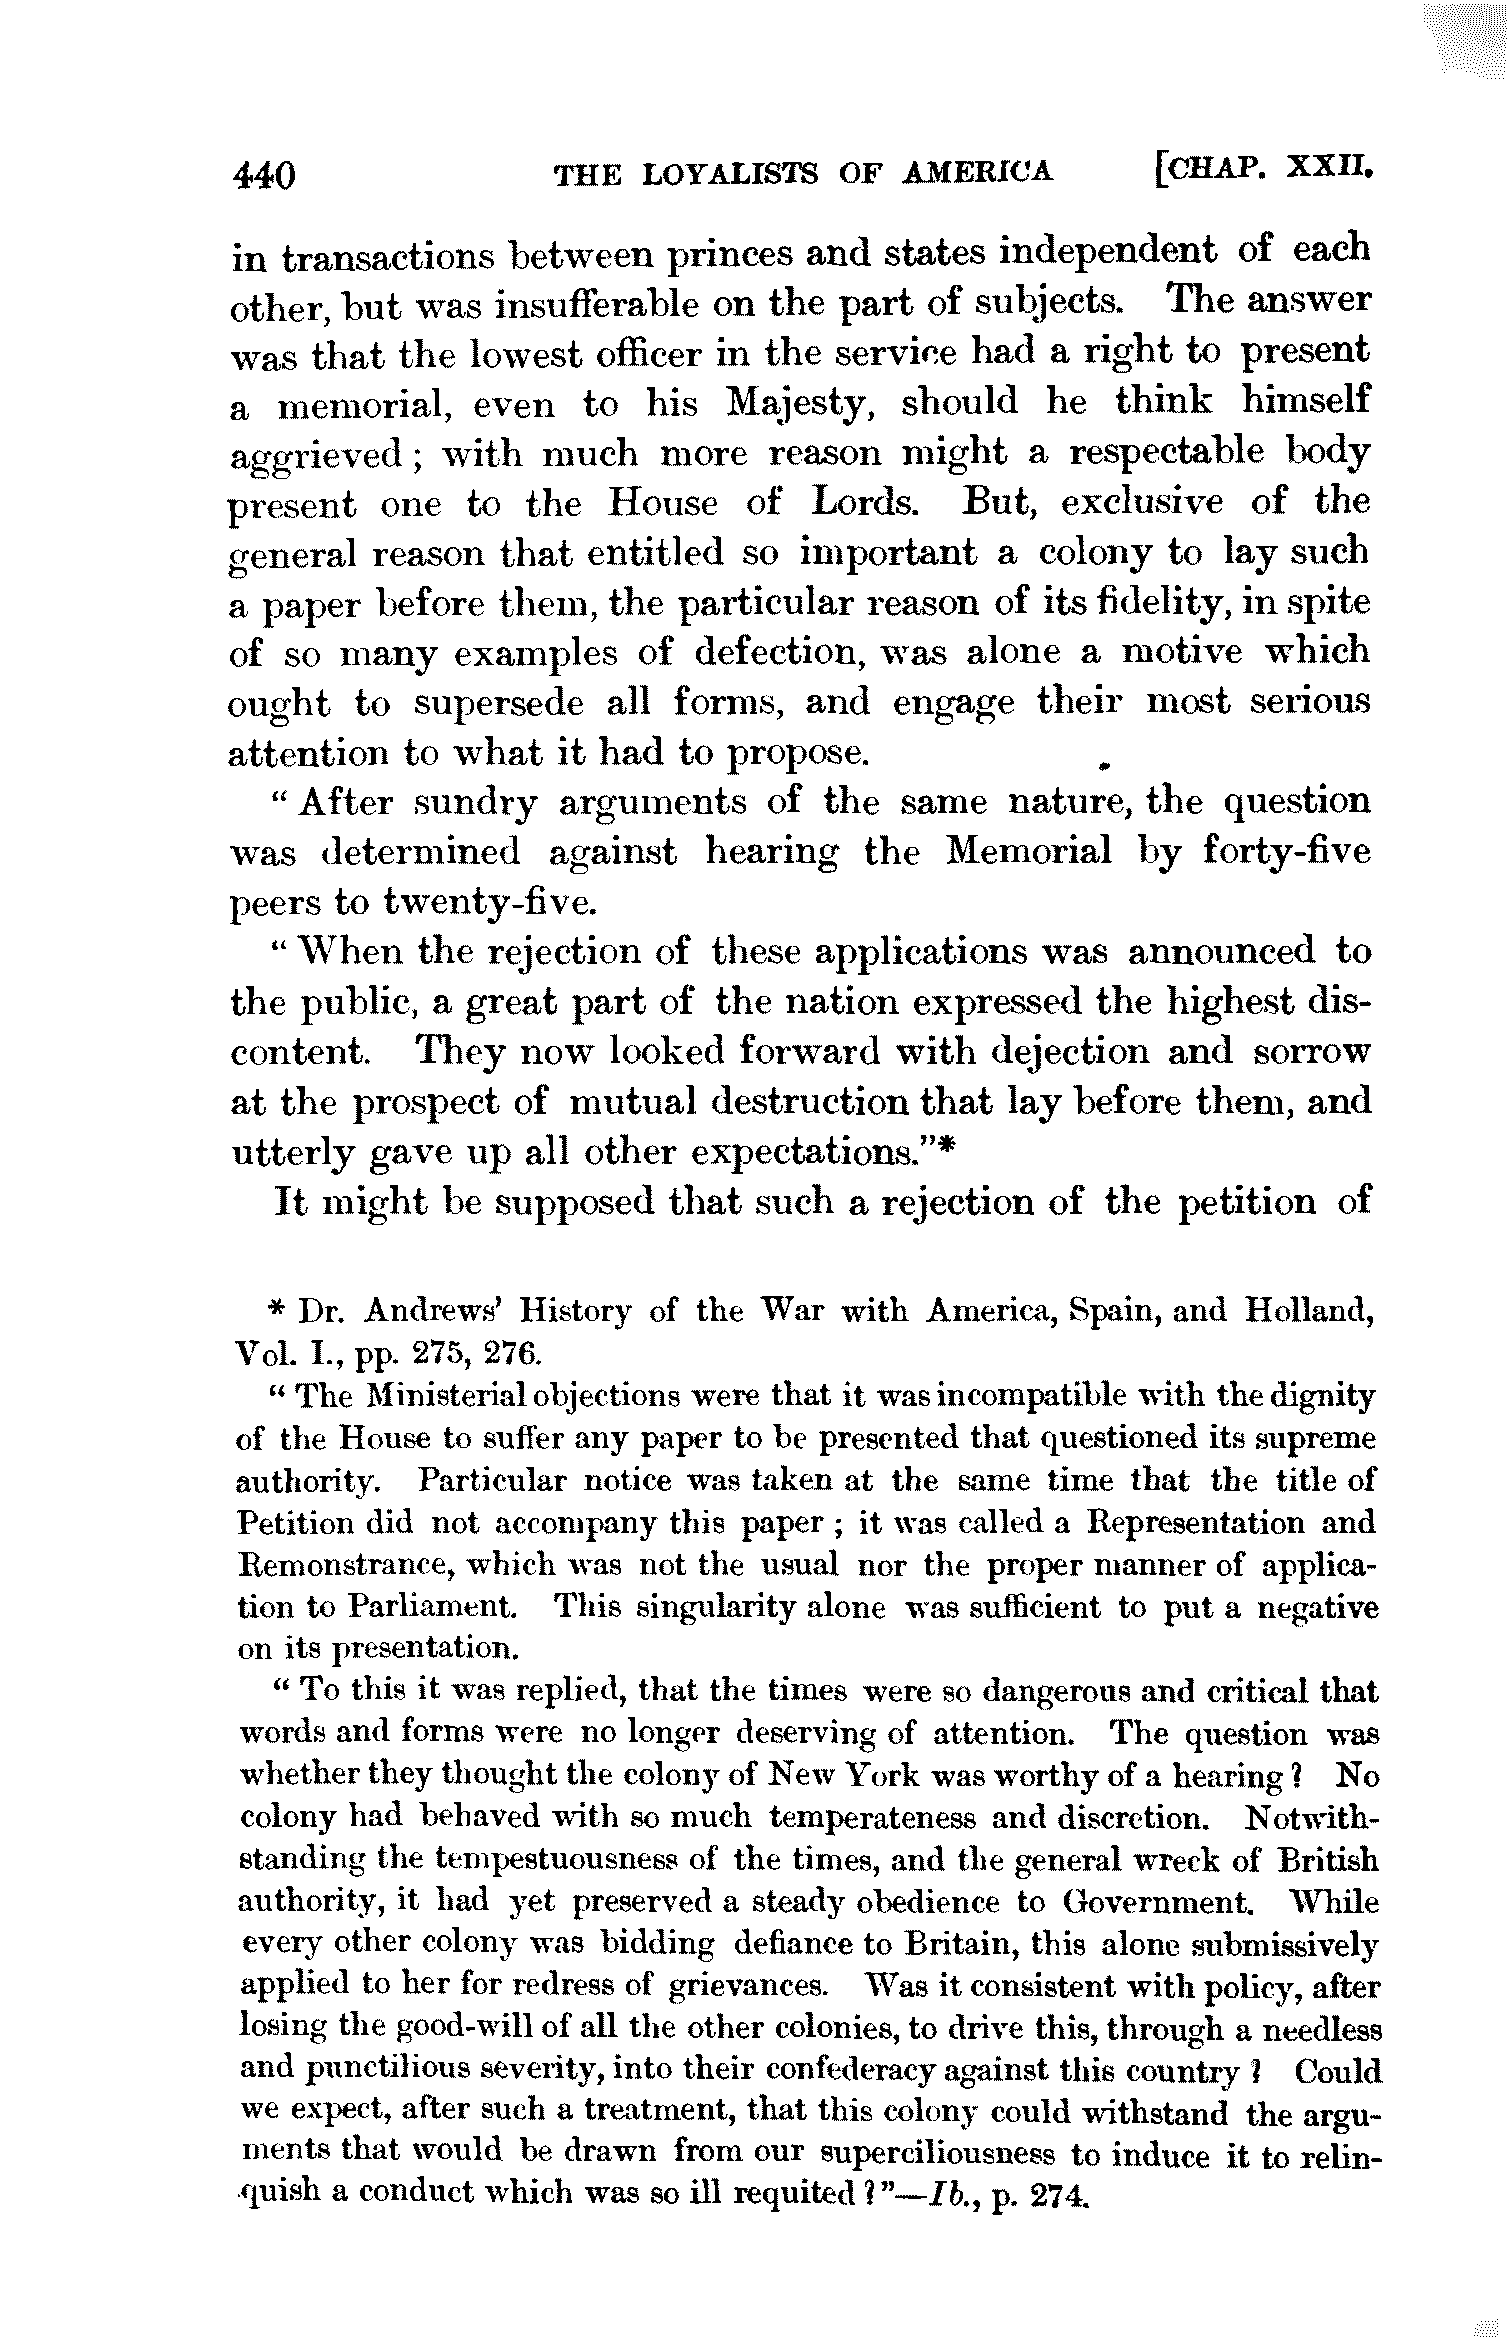 440 THE LOYALISTS OF AMERICA [CHAP. XXII.
in transactions between princes and states independent of each
other, but was insufferable on the part of subjects. The answer
was that the lowest officer in the service had a right to present
a memorial, even to his Majesty, should he think himself
aggrieved ; with much more reason might a respectable body
present one to the House of Lords. But, exclusive of the
general reason that entitled so important a colony to lay such
a paper before them, the particular reason of its fidelity, in spite
of so many examples of defection, was alone a motive which
ought to supersede all forms, and engage their most serious
attention to what it had to propose.
“ After sundry arguments of the same nature, the question
was determined against hearing the Memorial by forty-five
peers to twenty-five.
“ When the rejection of these applications was announced to
the public, a great part of the nation expressed the highest dis-
content. They now looked forward with dejection and sorrow
at the prospect of mutual destruction that lay before them, and
utterly gave up all other expectations.”*
It might be supposed that such a rejection of the petition of
* Dr. Andrews’ History of the War with America, Spain, and Holland,
Vol. I., pp. 275, 276.
“ The Ministerial objections were that it was incompatible with the dignity
of the House to suffer any paper to be presented that questioned its supreme
authority. Particular notice was taken at the same time that the title of
Petition did not accompany this paper ; it was called a Representation and
Remonstrance, which was not the usual nor the proper manner of applica-
tion to Parliament. This singularity alone was sufficient to put a negative
on its presentation.
“ To this it was replied, that the times were so dangerous and critical that
words and forms were no longer deserving of attention. The question was
whether they thought the colony of New York was worthy of a hearing ? No
colony had behaved with so much temperateness and discretion. Notwith-
standing the tempestuousness of the times, and the general wreck of British
authority, it had yet preserved a steady obedience to Government. While
every other colony was bidding defiance to Britain, this alone submissively
applied to her for redress of grievances. Was it consistent with policy, after
losing the good-will of all the other colonies, to drive this, through a needless
and punctilious severity, into their confederacy against this country ? Could
we expect, after such a treatment, that this colony could withstand the argu-
ments that would be drawn from our superciliousness to induce it to relin-
quish a conduct which was so ill requited ?”—Ib., p. 274.